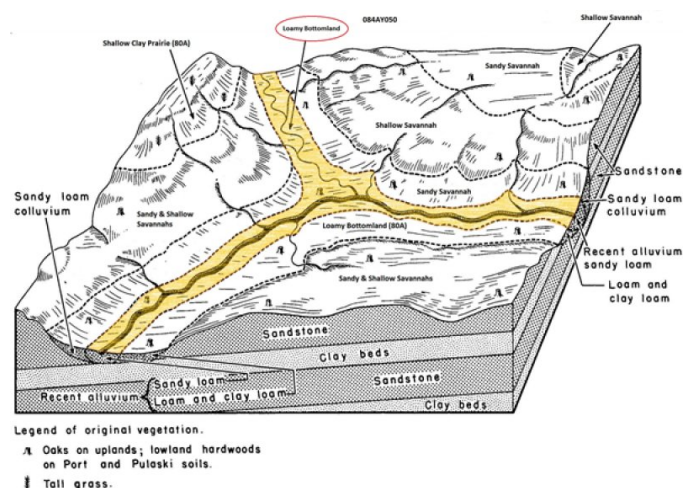 084AY050
Shallow Savannah
Loamy Bottomland
Shallow Clay Prairie (80A)
Sandy Savannah
Shallow Savannah
Sandstone
Sandy loam
colluvium
Sandy Savannah
Sandy loam
colluvium
Sandy & Shallow
Savannahs
Loamy Bottomland (80A)
Recent alluvium
sandy loam
Sandy & Shallow Savannahs
Loam and
clay loam
Sandstone
Clay beds
Sandy loam
Sandstone
Recent alluvium
Loam and clay loam
Clay beds
Legend of original vegetation.
Oaks on uplands; lowland hardwoods
on Port and Pulaski soils.
Tall grass.